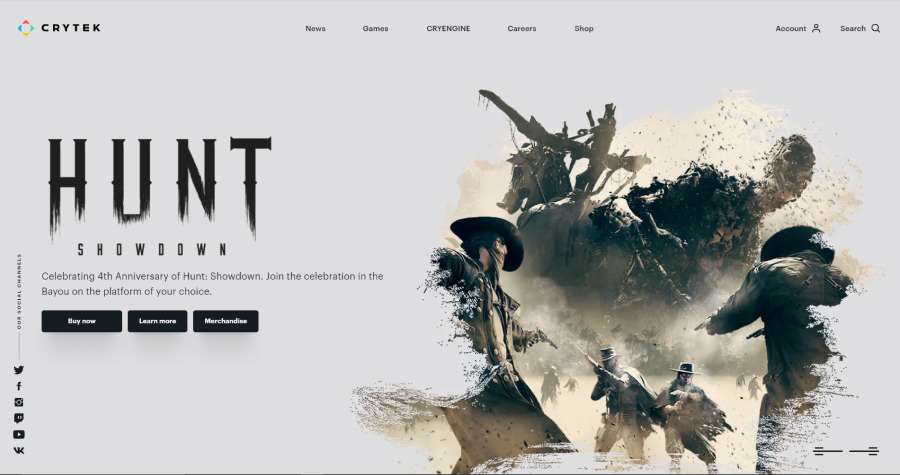 CRYTEK
News
Games
CRYENGINE
Careers
Shop
Account
Search
HUNT
SHOWDOWN
Celebrating 4th Anniversary of Hunt: Showdown. Join the celebration in the
Bayou on the platform of your choice.
Buy now
Learn more
Merchandise
OUR SOCIAL CHANNELS